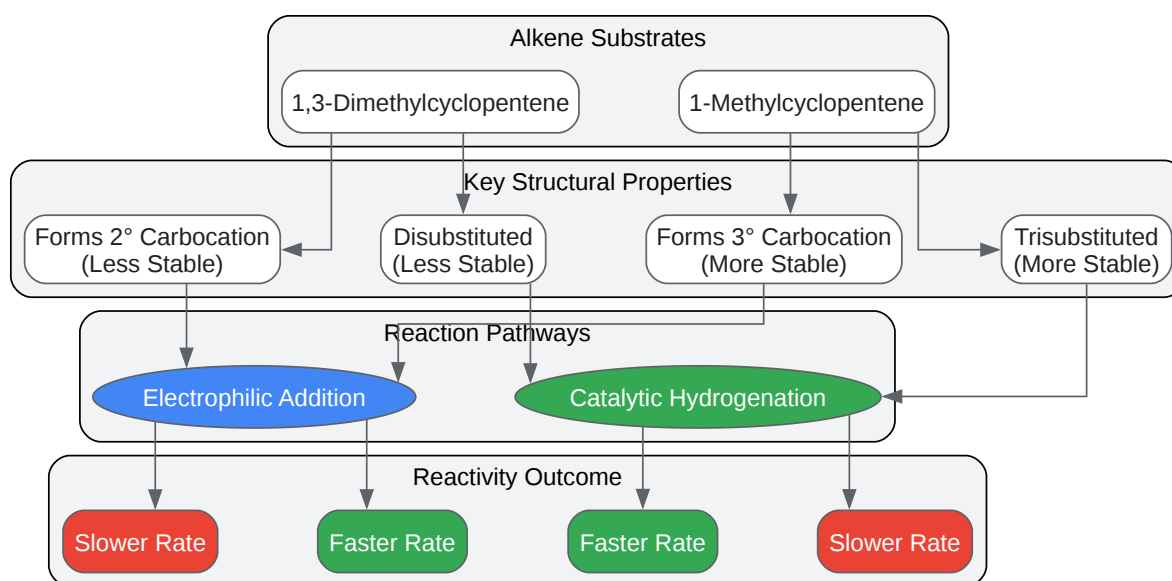 Alkene Substrates
1,3-Dimethylcyclopentene
1-Methylcyclopentene
Key Structural Properties
Forms 2° Carbocation
(Less Stable)
Disubstituted
(Less Stable)
Forms 3° Carbocation
(More Stable)
Trisubstituted
(More Stable)
Reaction Pathways
Electrophilic Addition
Catalytic Hydrogenation
Reactivity Outcome
Slower Rate
Faster Rate
Faster Rate
Slower Rate